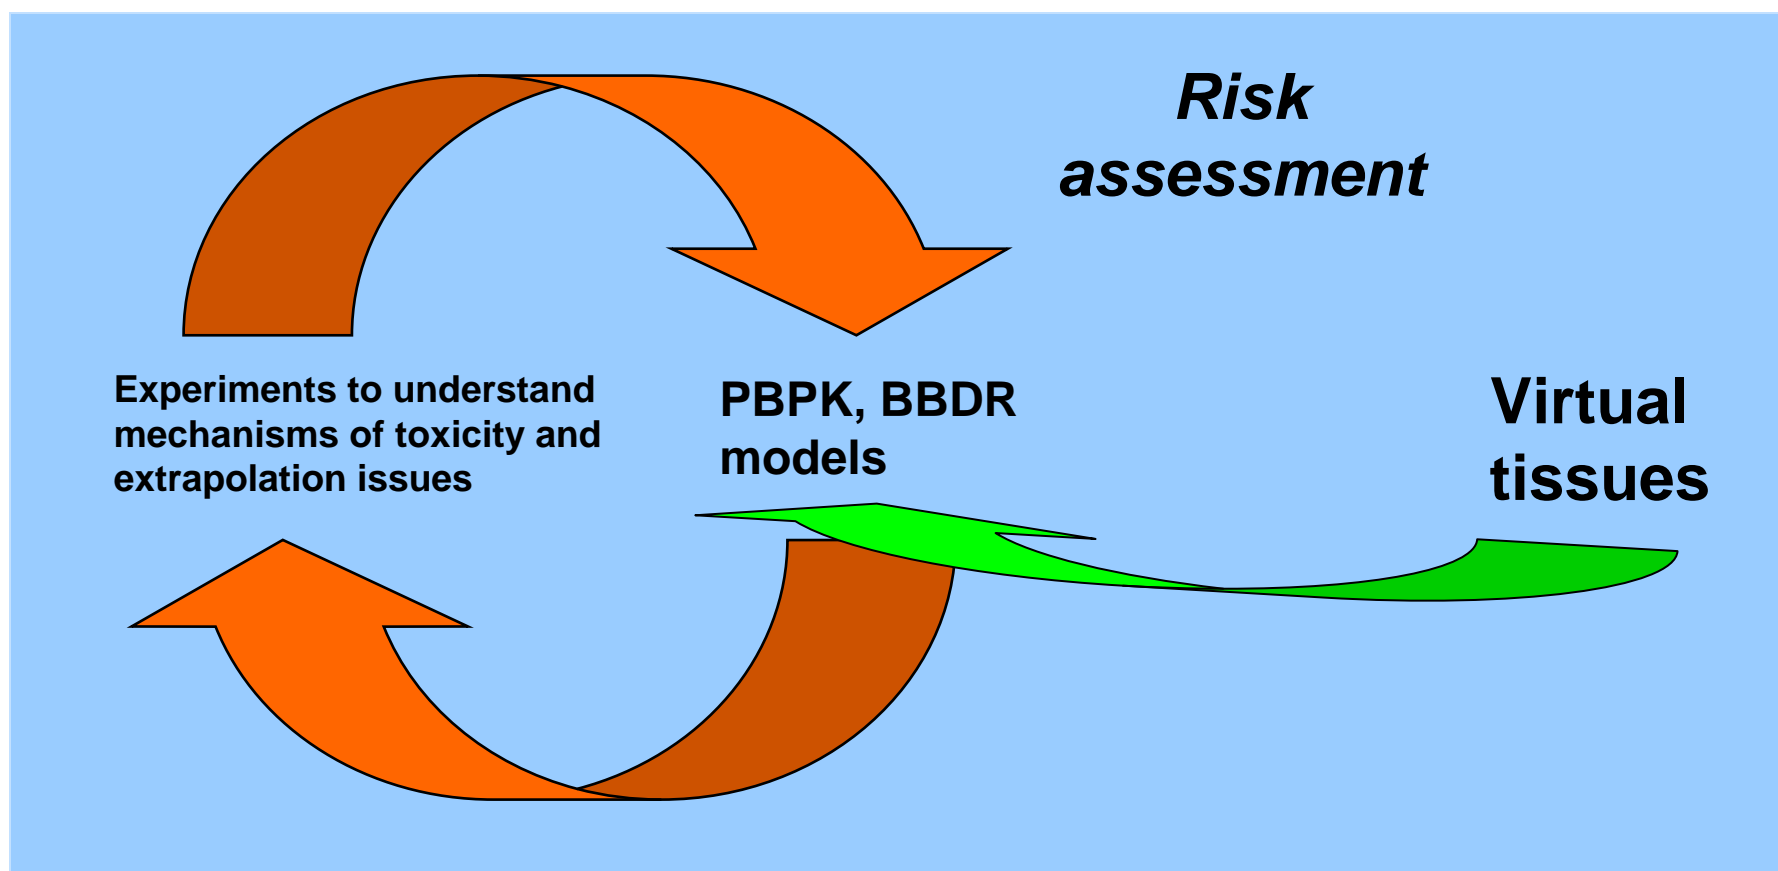 Risk
assessment
Experiments to understand
mechanisms of toxicity and
extrapolation issues
PBPK, BBDR
models
Virtual
tissues